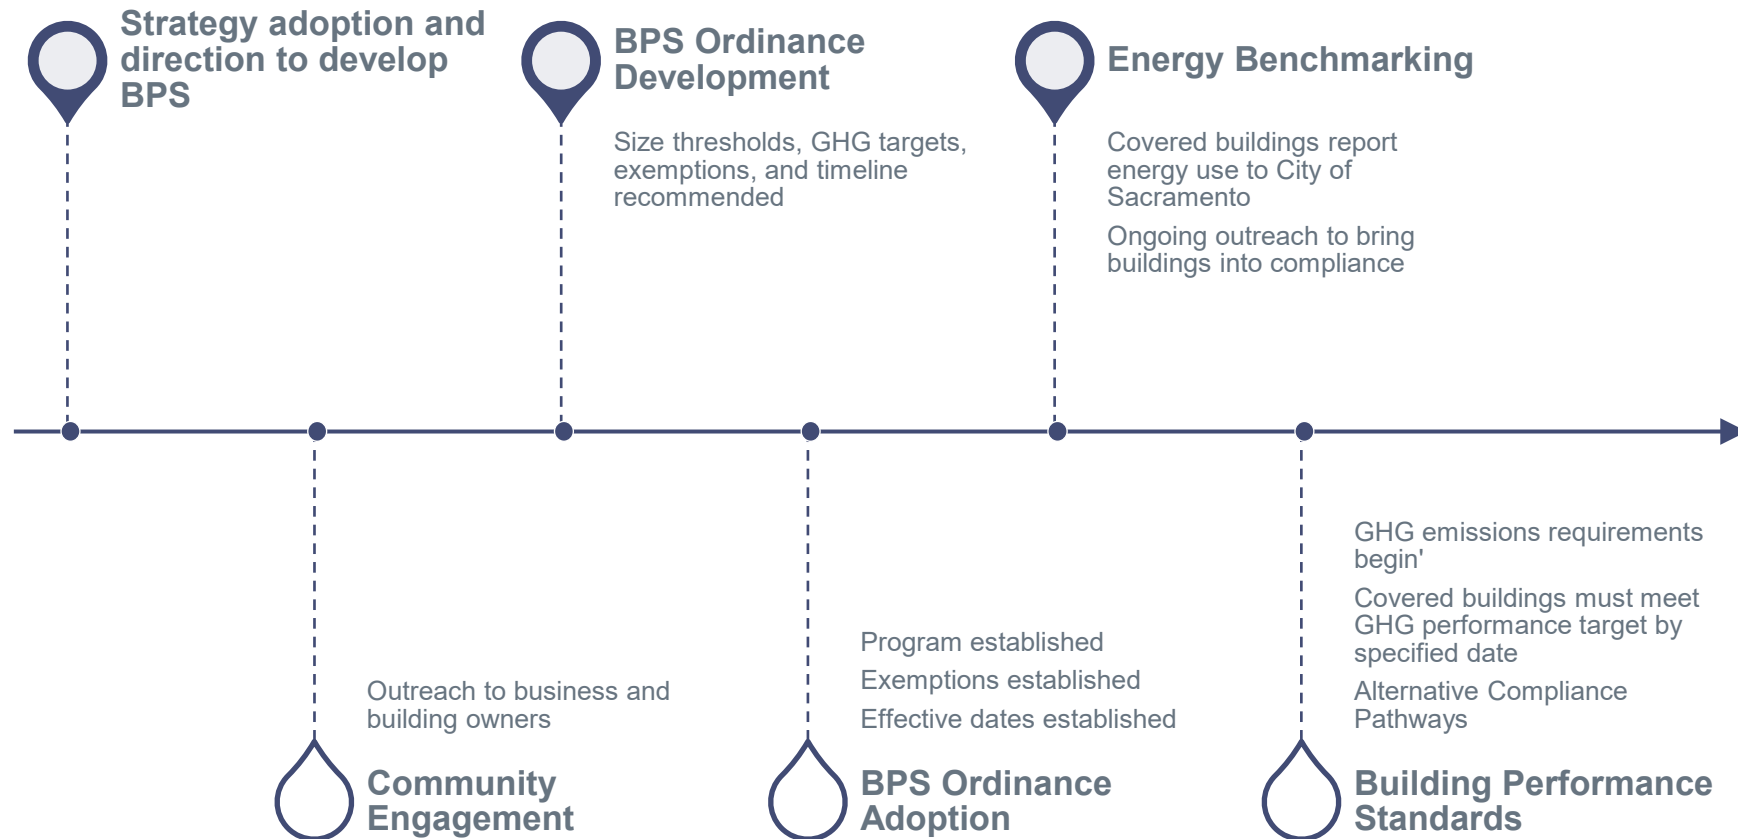 Strategy adoption and
direction to develop
BPS
BPS Ordinance
Development
Size thresholds, GHG targets,
exemptions, and timeline
recommended
Energy Benchmarking
Covered buildings report
energy use to City of
Sacramento
Ongoing outreach to bring
buildings into compliance
Outreach to business and
building owners
Community
Engagement
Program established
Exemptions established
Effective dates established
BPS Ordinance
Adoption
GHG emissions requirements
begin'
Covered buildings must meet
GHG performance target by
specified date
Alternative Compliance
Pathways
Building Performance
Standards